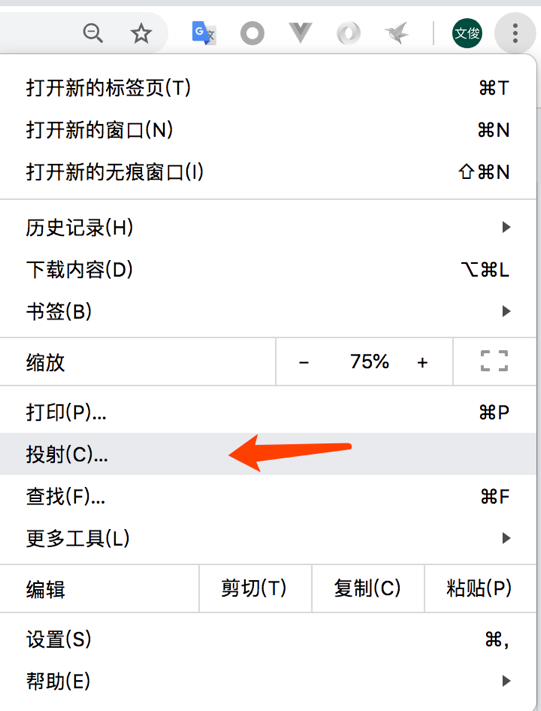 文俊
打开新的标签页(T) ⌘T
打开新的窗口(N) ⌘N
打开新的无痕窗口(I) ⇧⌘N
历史记录(H)
下载内容(D) ⌥⌘L
书签(B)
缩放 − 75% +
打印(P)... ⌘P
投射(C)...
查找(F)... ⌘F
更多工具(L)
编辑 剪切(T) 复制(C) 粘贴(P)
设置(S) ⌘,
帮助(E)